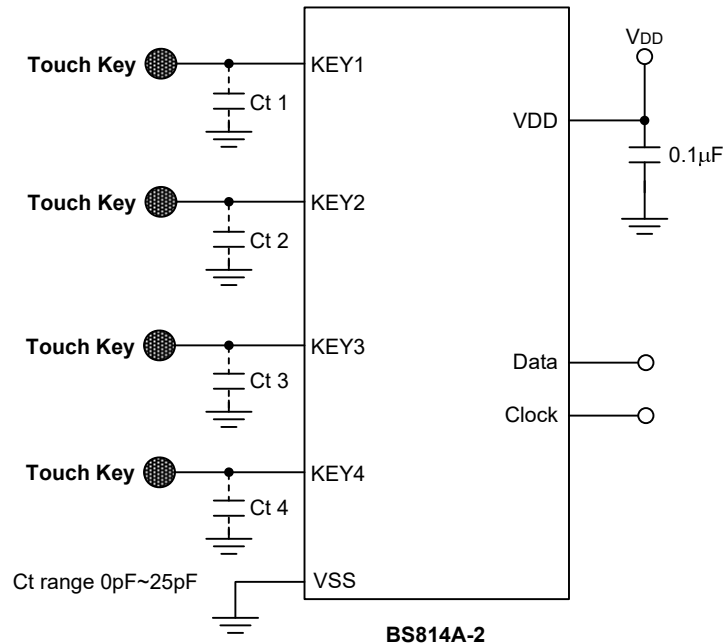 Touch Key
KEY1
Ct 1
Touch Key
KEY2
Ct 2
Touch Key
KEY3
Ct 3
Touch Key
KEY4
Ct 4
Ct range 0pF~25pF
VSS
VDD
VDD
0.1μF
Data
Clock
BS814A-2